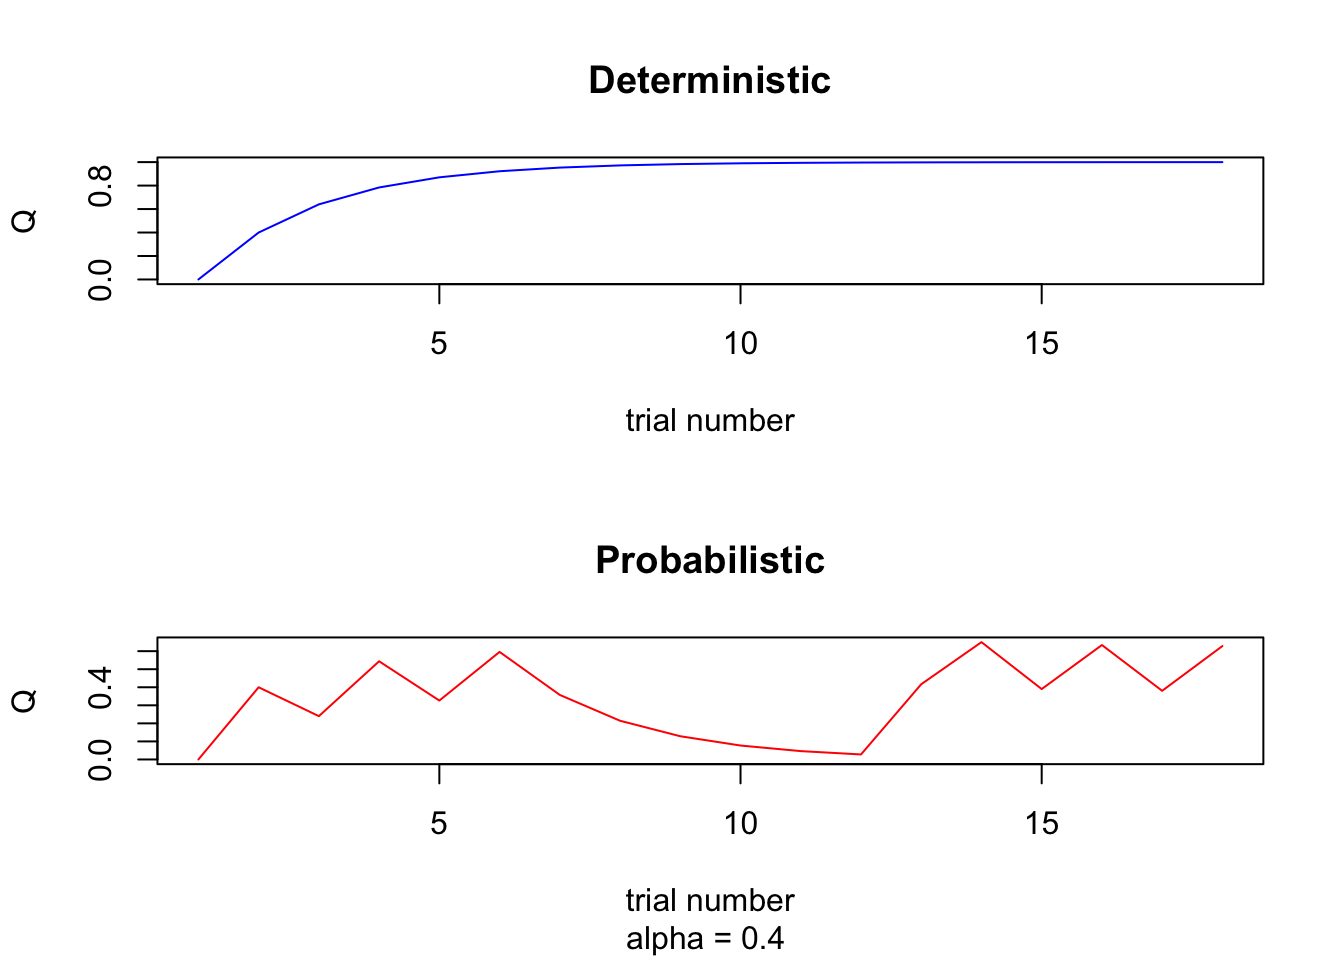 Deterministic
Q
0.8
0.0
5 10 15
trial number
Probabilistic
Q
0.4
0.0
5 10 15
trial number
alpha = 0.4